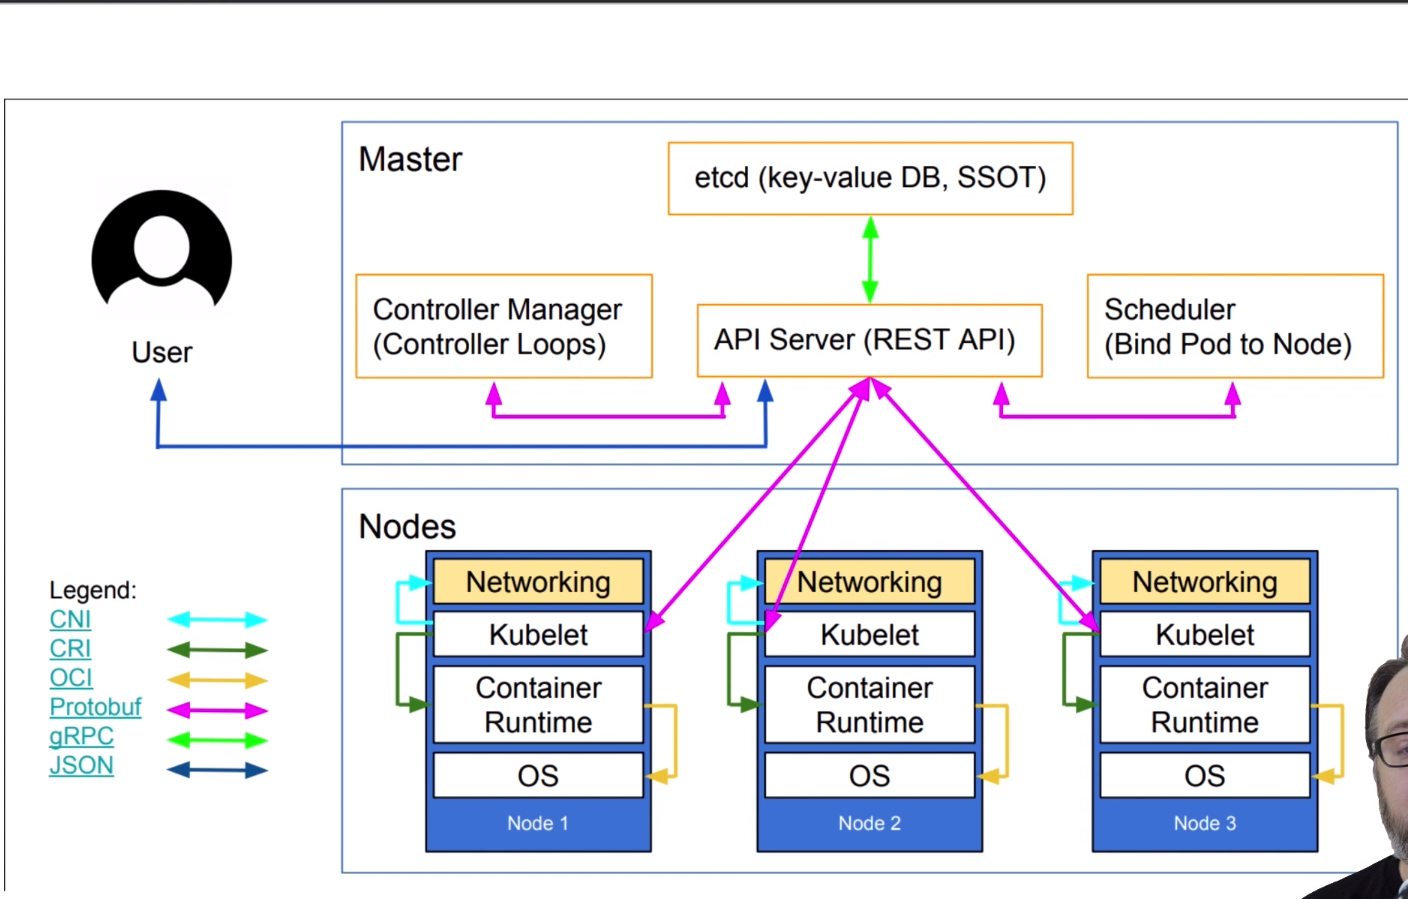 Master
etcd (key-value DB, SSOT)
Controller Manager
(Controller Loops)
API Server (REST API)
Scheduler
(Bind Pod to Node)
User
Nodes
Networking
Kubelet
Container
Runtime
OS
Node 1
Networking
Kubelet
Container
Runtime
OS
Node 2
Networking
Kubelet
Container
Runtime
OS
Node 3
Legend:
CNI
CRI
OCI
Protobuf
gRPC
JSON